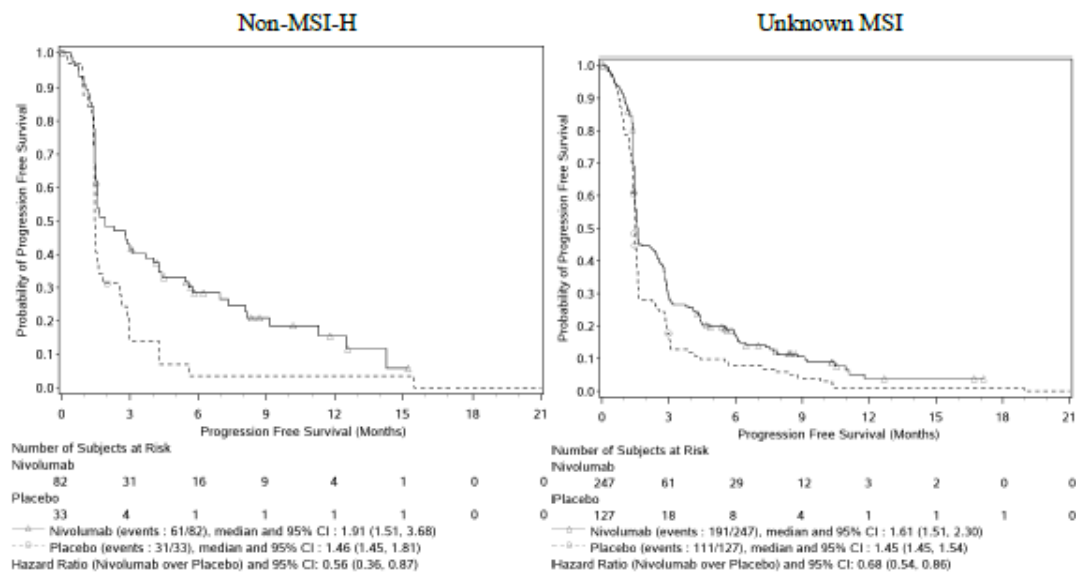 Non-MSI-H
Probability of Progression Free Survival
1.0
0.9
0.8
0.7
0.6
0.5
0.4
0.3
0.2
0.1
0.0
0 3 6 9 12 15 18 21
Progression Free Survival (Months)
Number of Subjects at Risk
Nivolumab
82 31 16 9 4 1 0 0
Placebo
33 4 1 1 1 1 0 0
Nivolumab (events : 61/82), median and 95% CI : 1.91 (1.51, 3.68)
Placebo (events : 31/33), median and 95% CI : 1.46 (1.45, 1.81)
Hazard Ratio (Nivolumab over Placebo) and 95% CI: 0.56 (0.36, 0.87)
Unknown MSI
Probability of Progression Free Survival
1.0
0.9
0.8
0.7
0.6
0.5
0.4
0.3
0.2
0.1
0.0
0 3 6 9 12 15 18 21
Progression Free Survival (Months)
Number of Subjects at Risk
Nivolumab
247 61 29 12 3 2 0 0
Placebo
127 18 8 4 1 1 1 0
Nivolumab (events : 191/247), median and 95% CI : 1.61 (1.51, 2.30)
Placebo (events : 111/127), median and 95% CI : 1.45 (1.45, 1.54)
Hazard Ratio (Nivolumab over Placebo) and 95% CI: 0.68 (0.54, 0.86)